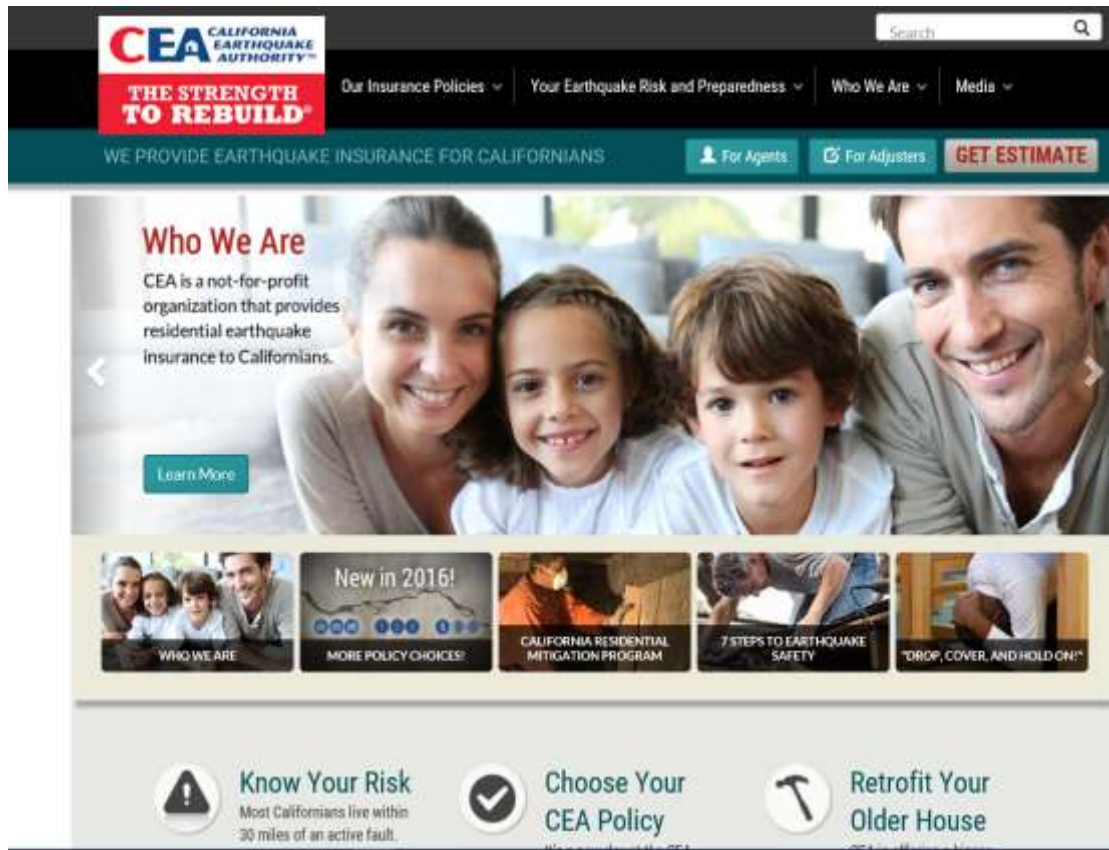 CEA CALIFORNIA
EARTHQUAKE
AUTHORITY™
THE STRENGTH
TO REBUILD®
Search
Our Insurance Policies
Your Earthquake Risk and Preparedness
Who We Are
Media
WE PROVIDE EARTHQUAKE INSURANCE FOR CALIFORNIANS
For Agents
For Adjusters
GET ESTIMATE
Who We Are
CEA is a not-for-profit
organization that provides
residential earthquake
insurance to Californians.
Learn More
WHO WE ARE
New in 2016!
MORE POLICY CHOICES!
CALIFORNIA RESIDENTIAL
MITIGATION PROGRAM
7 STEPS TO EARTHQUAKE
SAFETY
"DROP, COVER, AND HOLD ON!"
Know Your Risk
Most Californians live within
30 miles of an active fault.
Choose Your
CEA Policy
Retrofit Your
Older House